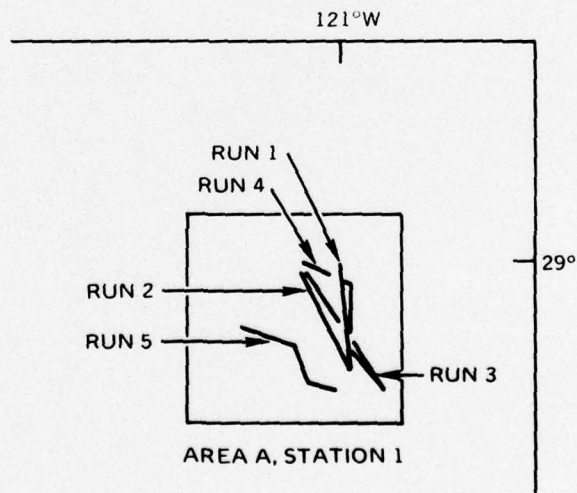 121°W
RUN 1
RUN 4
29°
RUN 2
RUN 5
RUN 3
AREA A, STATION 1